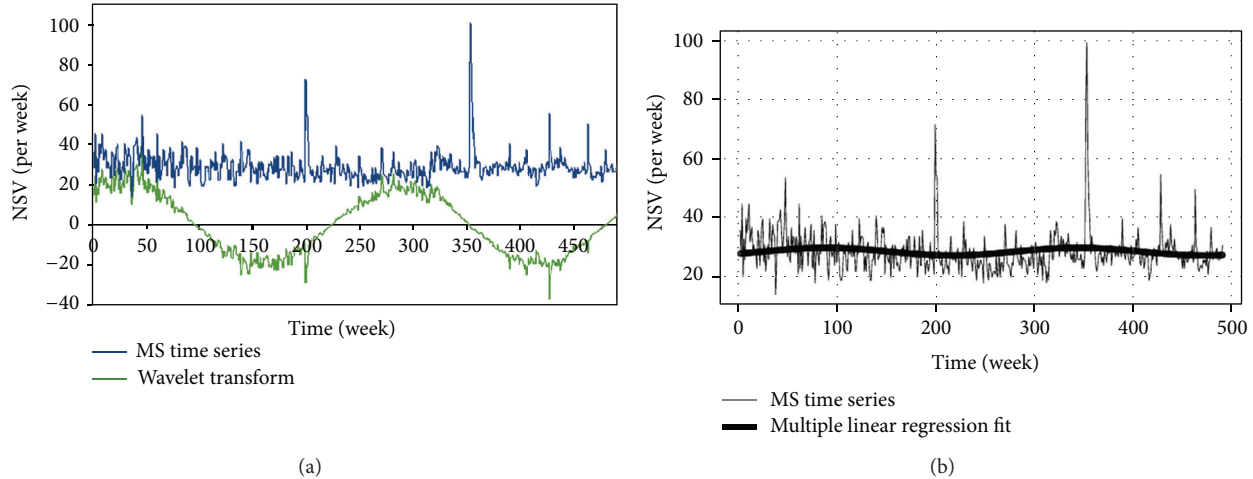 100
80
60
40
20
0
−20
−40
NSV (per week)
0 50 100 150 200 250 300 350 400 450
Time (week)
MS time series
Wavelet transform
(a)
100
80
60
40
20
NSV (per week)
0 100 200 300 400 500
Time (week)
MS time series
Multiple linear regression fit
(b)